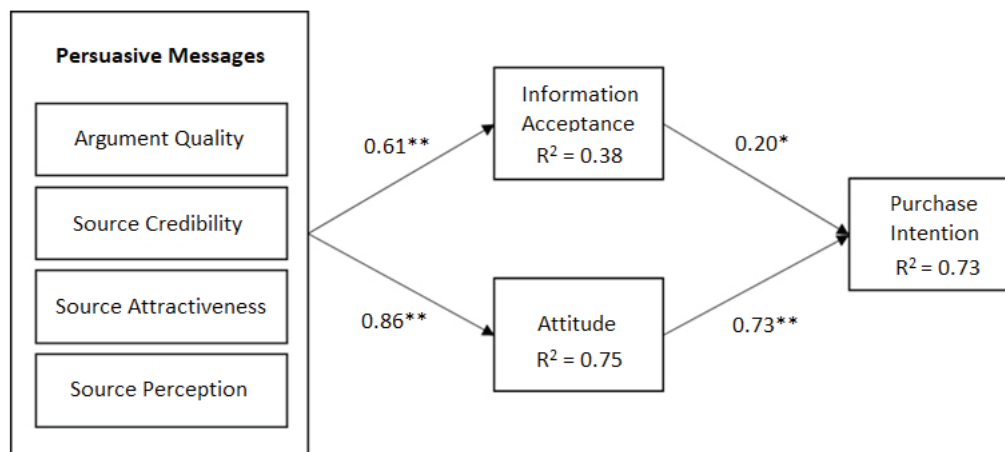 Persuasive Messages
Argument Quality
Source Credibility
Source Attractiveness
Source Perception
0.61**
0.86**
Information
Acceptance
R² = 0.38
Attitude
R² = 0.75
0.20*
0.73**
Purchase
Intention
R² = 0.73